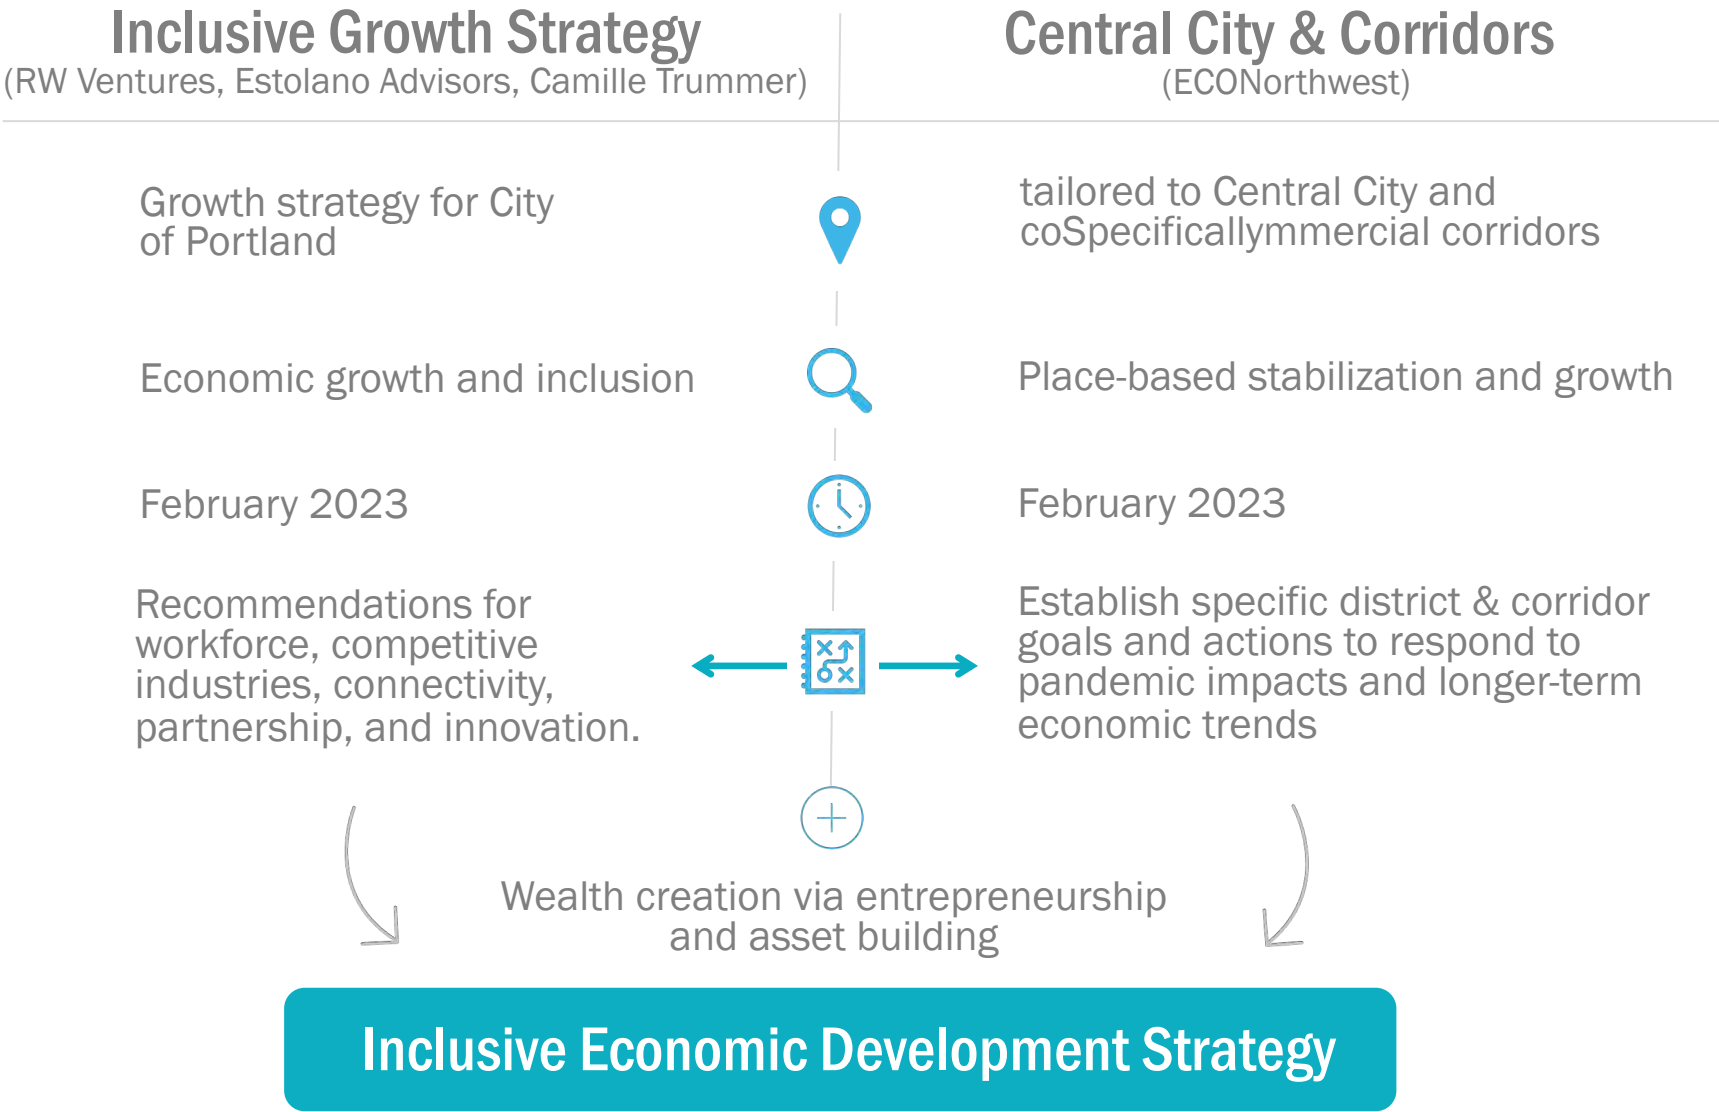 Inclusive Growth Strategy
(RW Ventures, Estolano Advisors, Camille Trummer)
Central City & Corridors
(ECONorthwest)
Growth strategy for City
of Portland
tailored to Central City and
coSpecificallymmercial corridors
Economic growth and inclusion
Place-based stabilization and growth
February 2023
February 2023
Recommendations for
workforce, competitive
industries, connectivity,
partnership, and innovation.
Establish specific district & corridor
goals and actions to respond to
pandemic impacts and longer-term
economic trends
Wealth creation via entrepreneurship
and asset building
Inclusive Economic Development Strategy